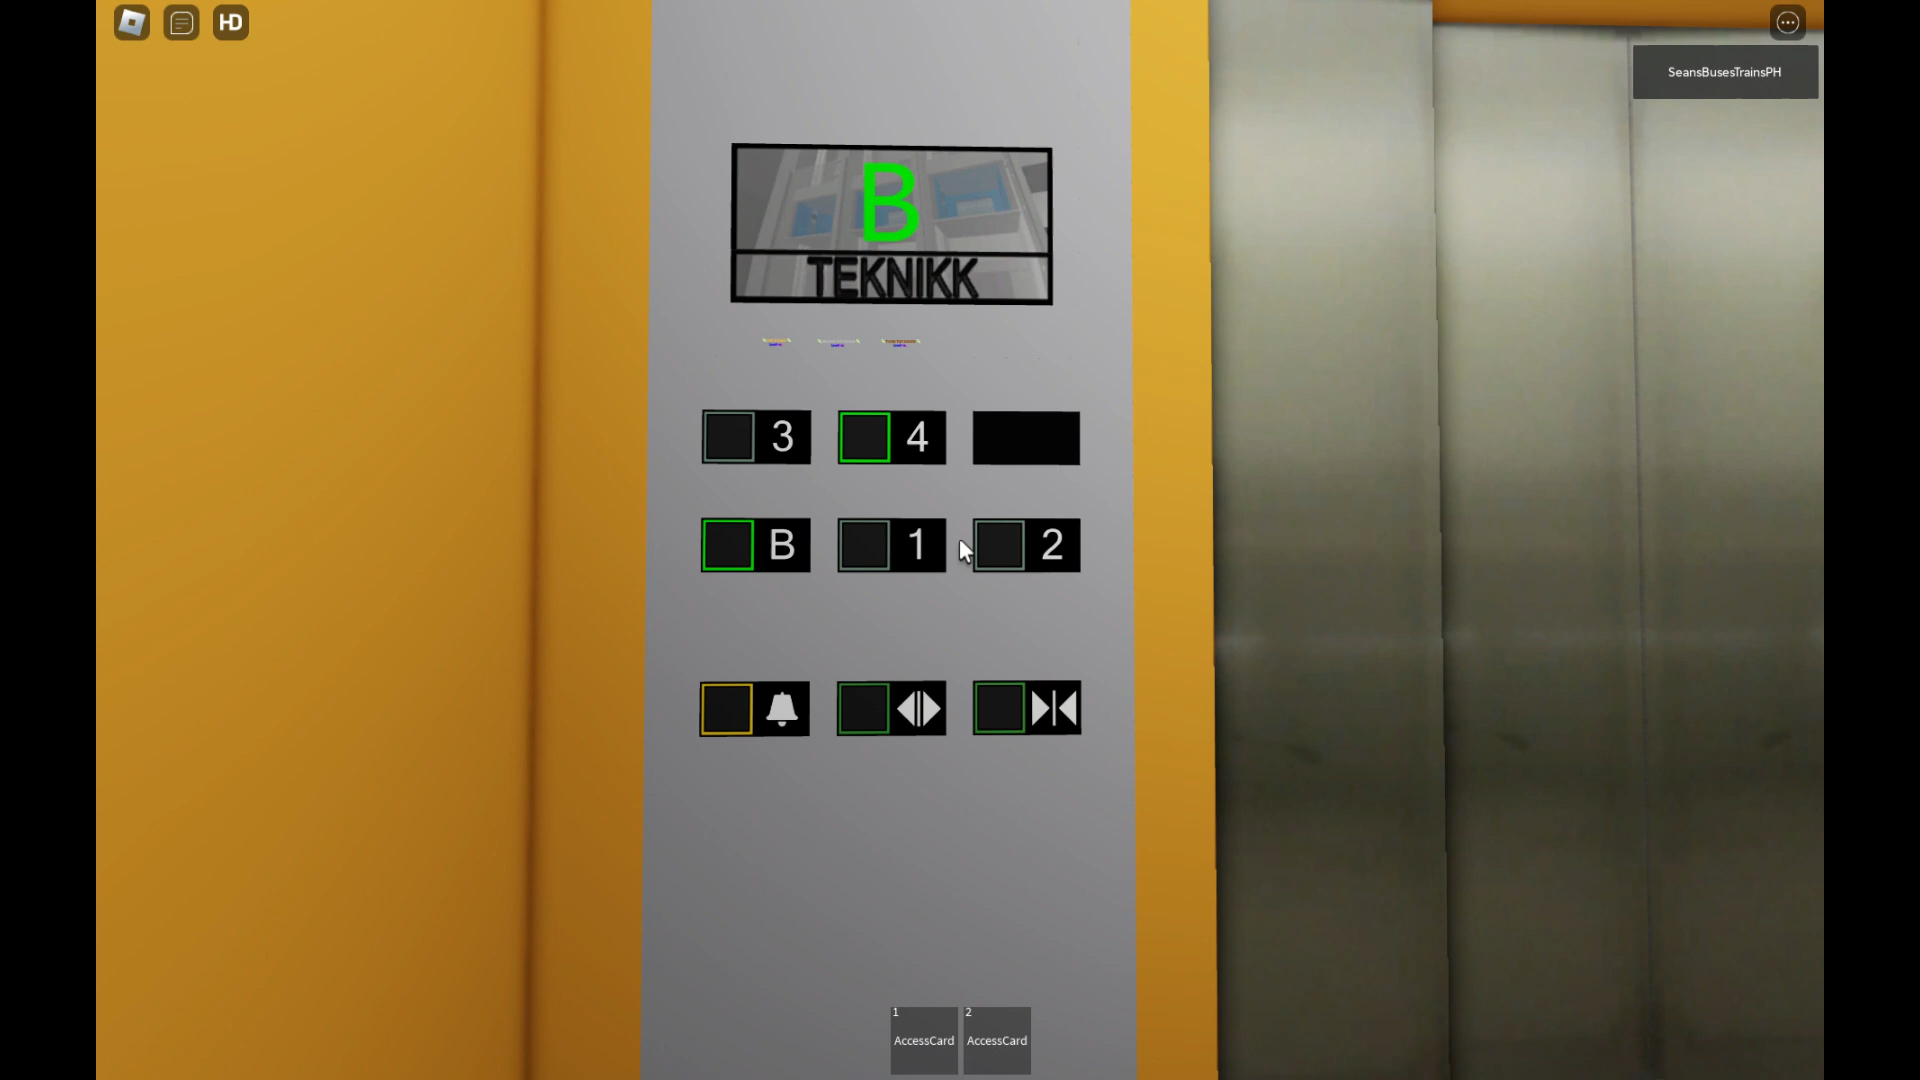 HD
SeansBusesTrainsPH
B
TEKNIKK
3 4
B 1 2
1 2
AccessCard AccessCard